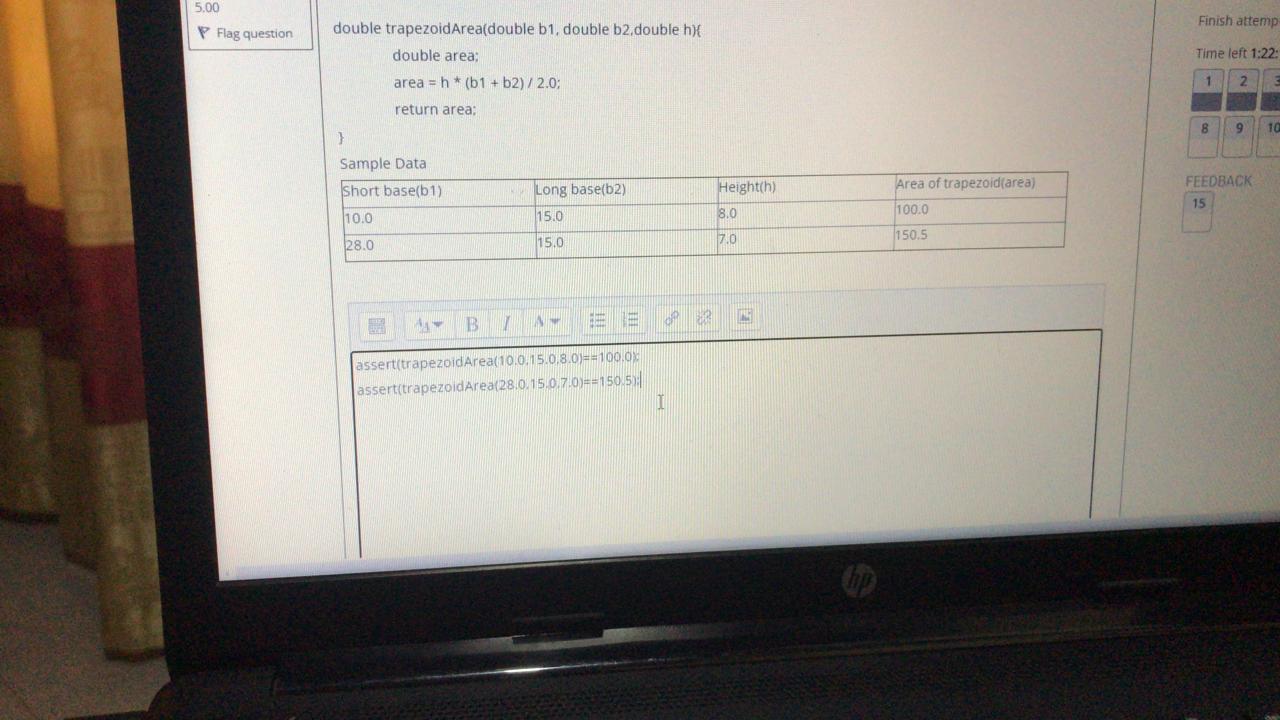 5.00
Flag question
double trapezoidArea(double b1, double b2,double h){
double area;
area = h * (b1 + b2) / 2.0;
return area;
}
Sample Data
Short base(b1) Long base(b2) Height(h) Area of trapezoid(area)
10.0 15.0 8.0 100.0
28.0 15.0 7.0 150.5
B I A
assert(trapezoidArea(10.0,15.0,8.0)==100.0);
assert(trapezoidArea(28.0,15.0,7.0)==150.5);
Finish attemp
Time left 1:22:
1 2 3
8 9 10
FEEDBACK
15
hp